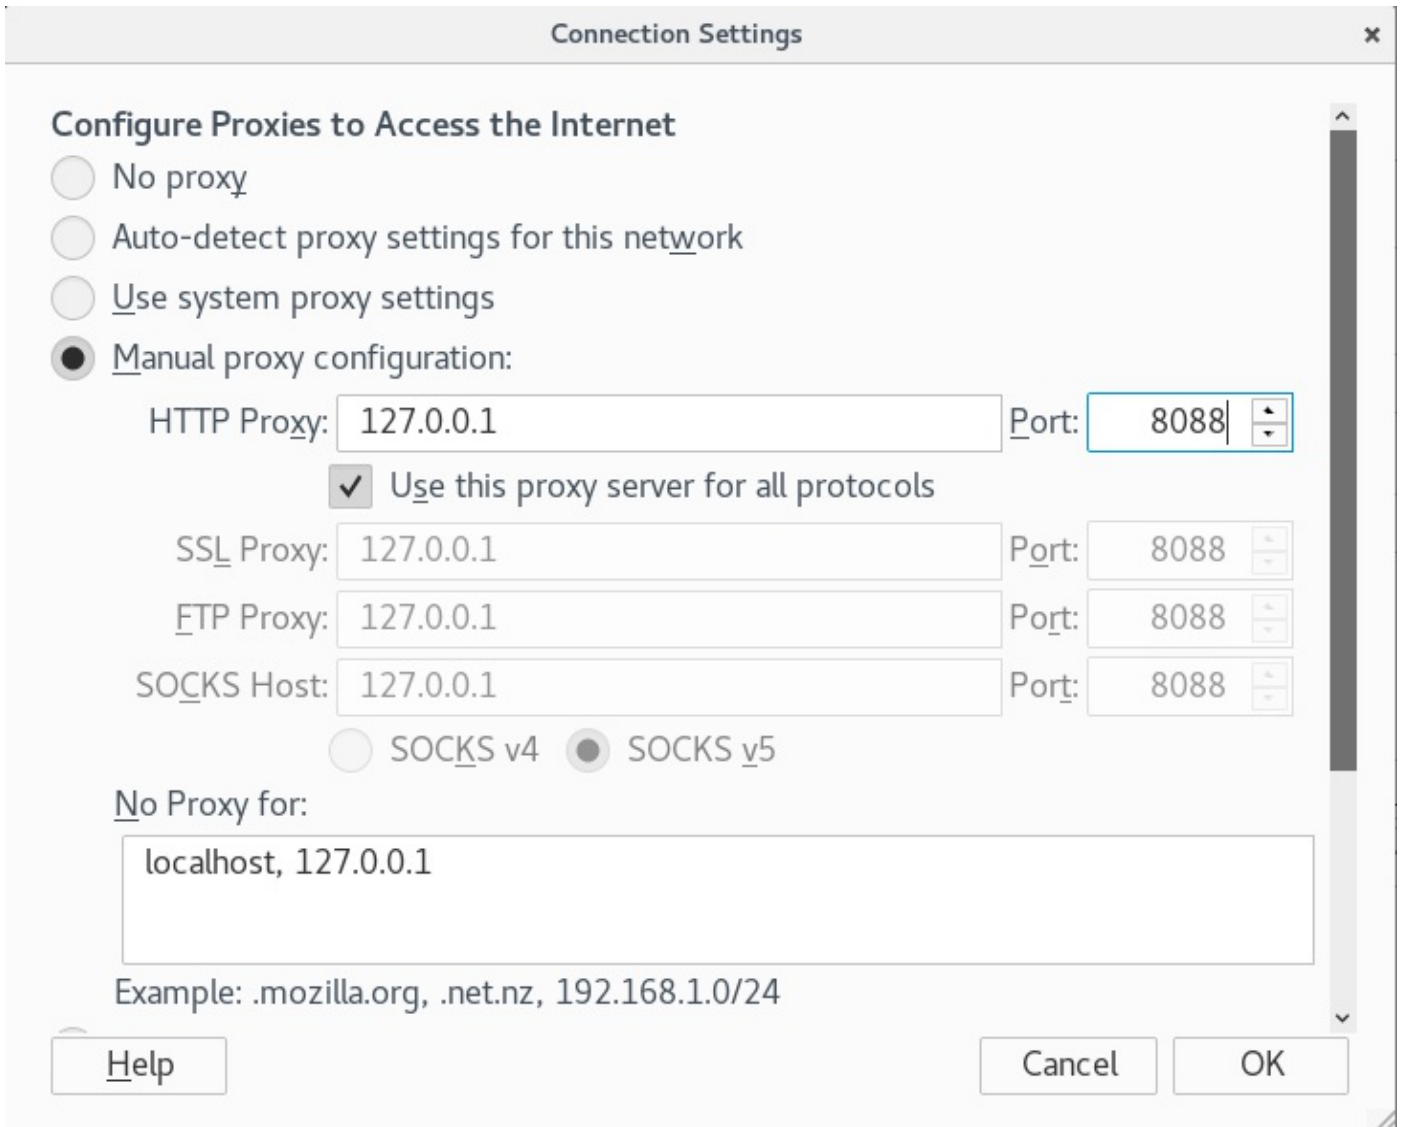 Connection Settings ×
Configure Proxies to Access the Internet
No proxy
Auto-detect proxy settings for this network
Use system proxy settings
Manual proxy configuration:
HTTP Proxy: 127.0.0.1 Port: 8088
Use this proxy server for all protocols
SSL Proxy: 127.0.0.1 Port: 8088
FTP Proxy: 127.0.0.1 Port: 8088
SOCKS Host: 127.0.0.1 Port: 8088
SOCKS v4 SOCKS v5
No Proxy for:
localhost, 127.0.0.1
Example: .mozilla.org, .net.nz, 192.168.1.0/24
Help Cancel OK